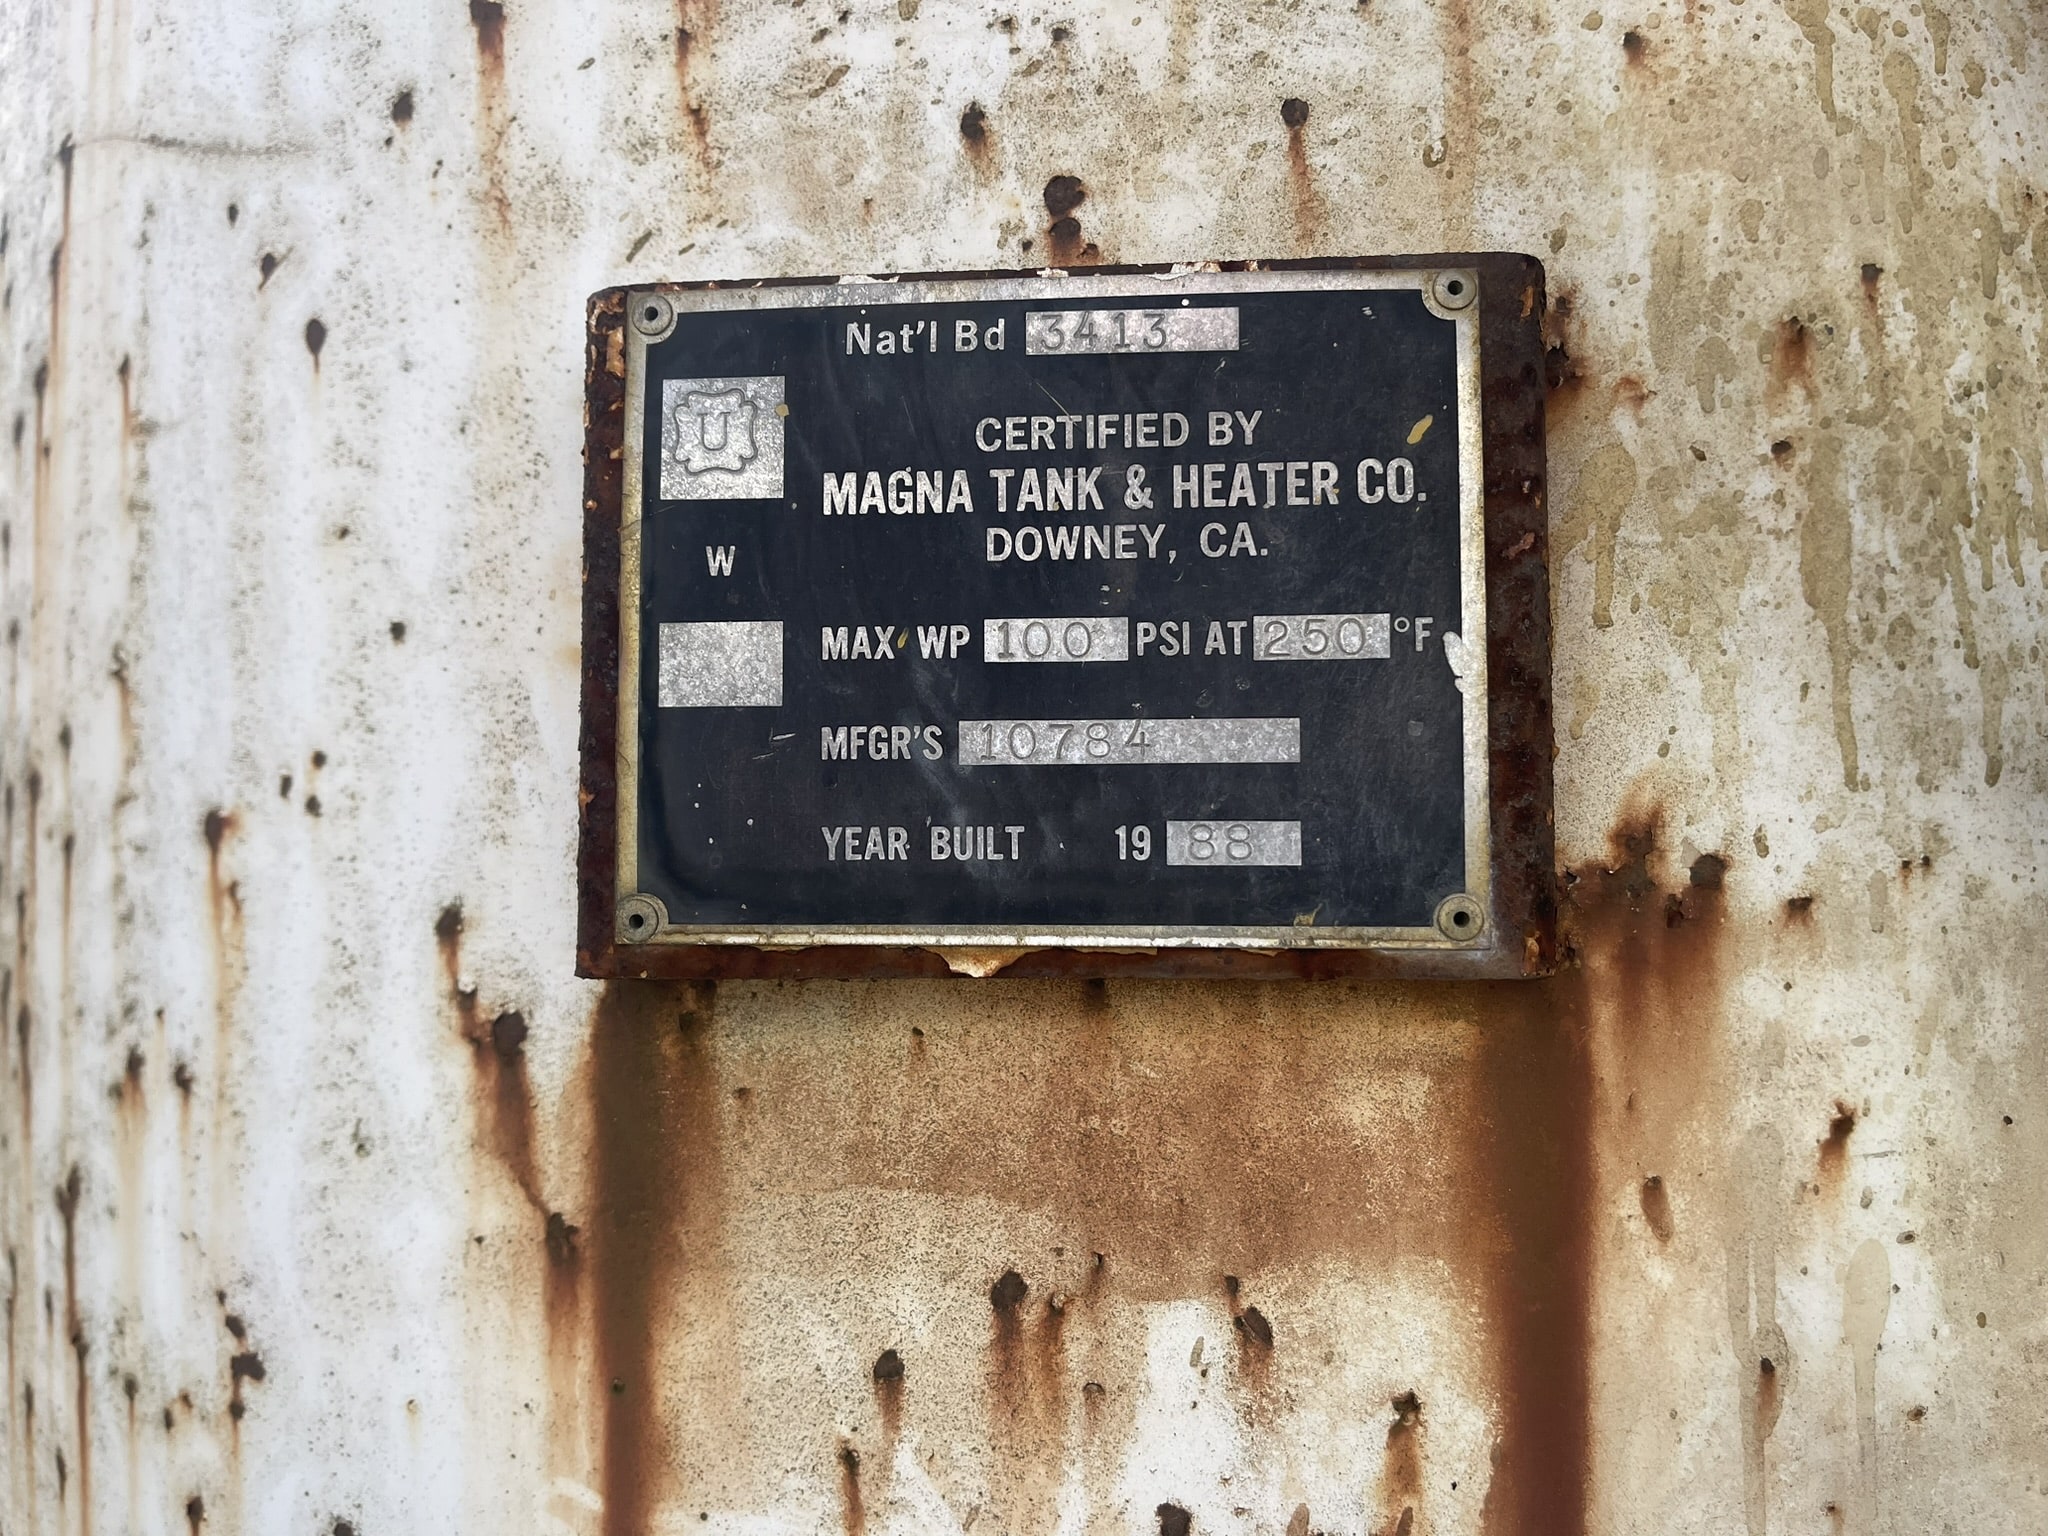 Nat'l Bd 3413
U
CERTIFIED BY
MAGNA TANK & HEATER CO.
DOWNEY, CA.
W
MAX WP 100 PSI AT 250 °F
MFGR'S 10784
YEAR BUILT 19 88